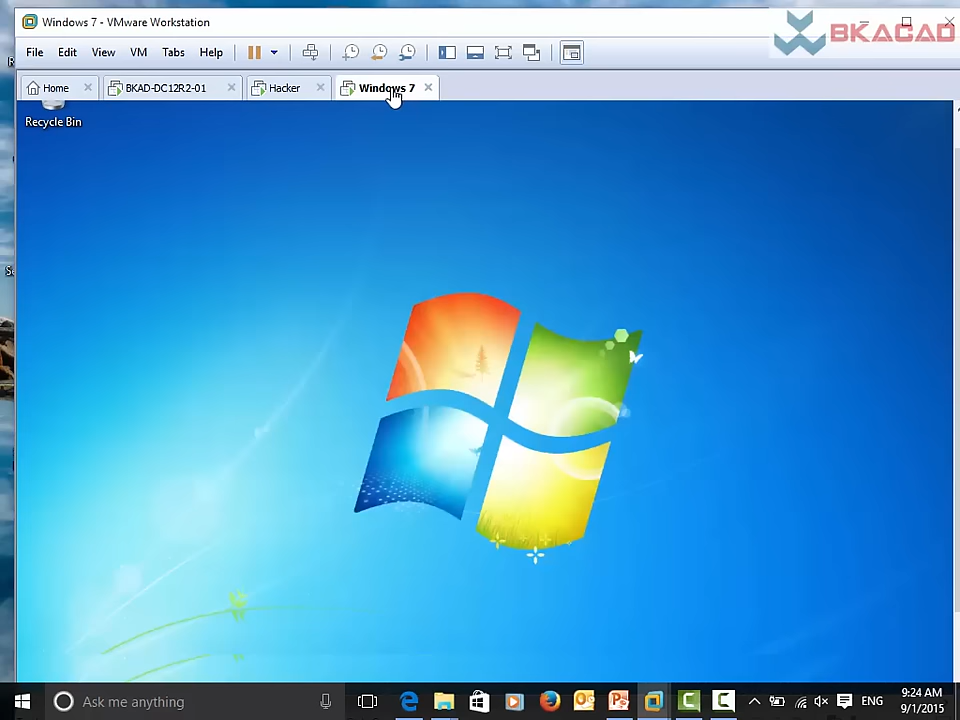 Windows 7 - VMware Workstation
BKACAD
File Edit View VM Tabs Help
Home BKAD-DC12R2-01 Hacker Windows 7
Recycle Bin
Ask me anything
ENG
9:24 AM
9/1/2015